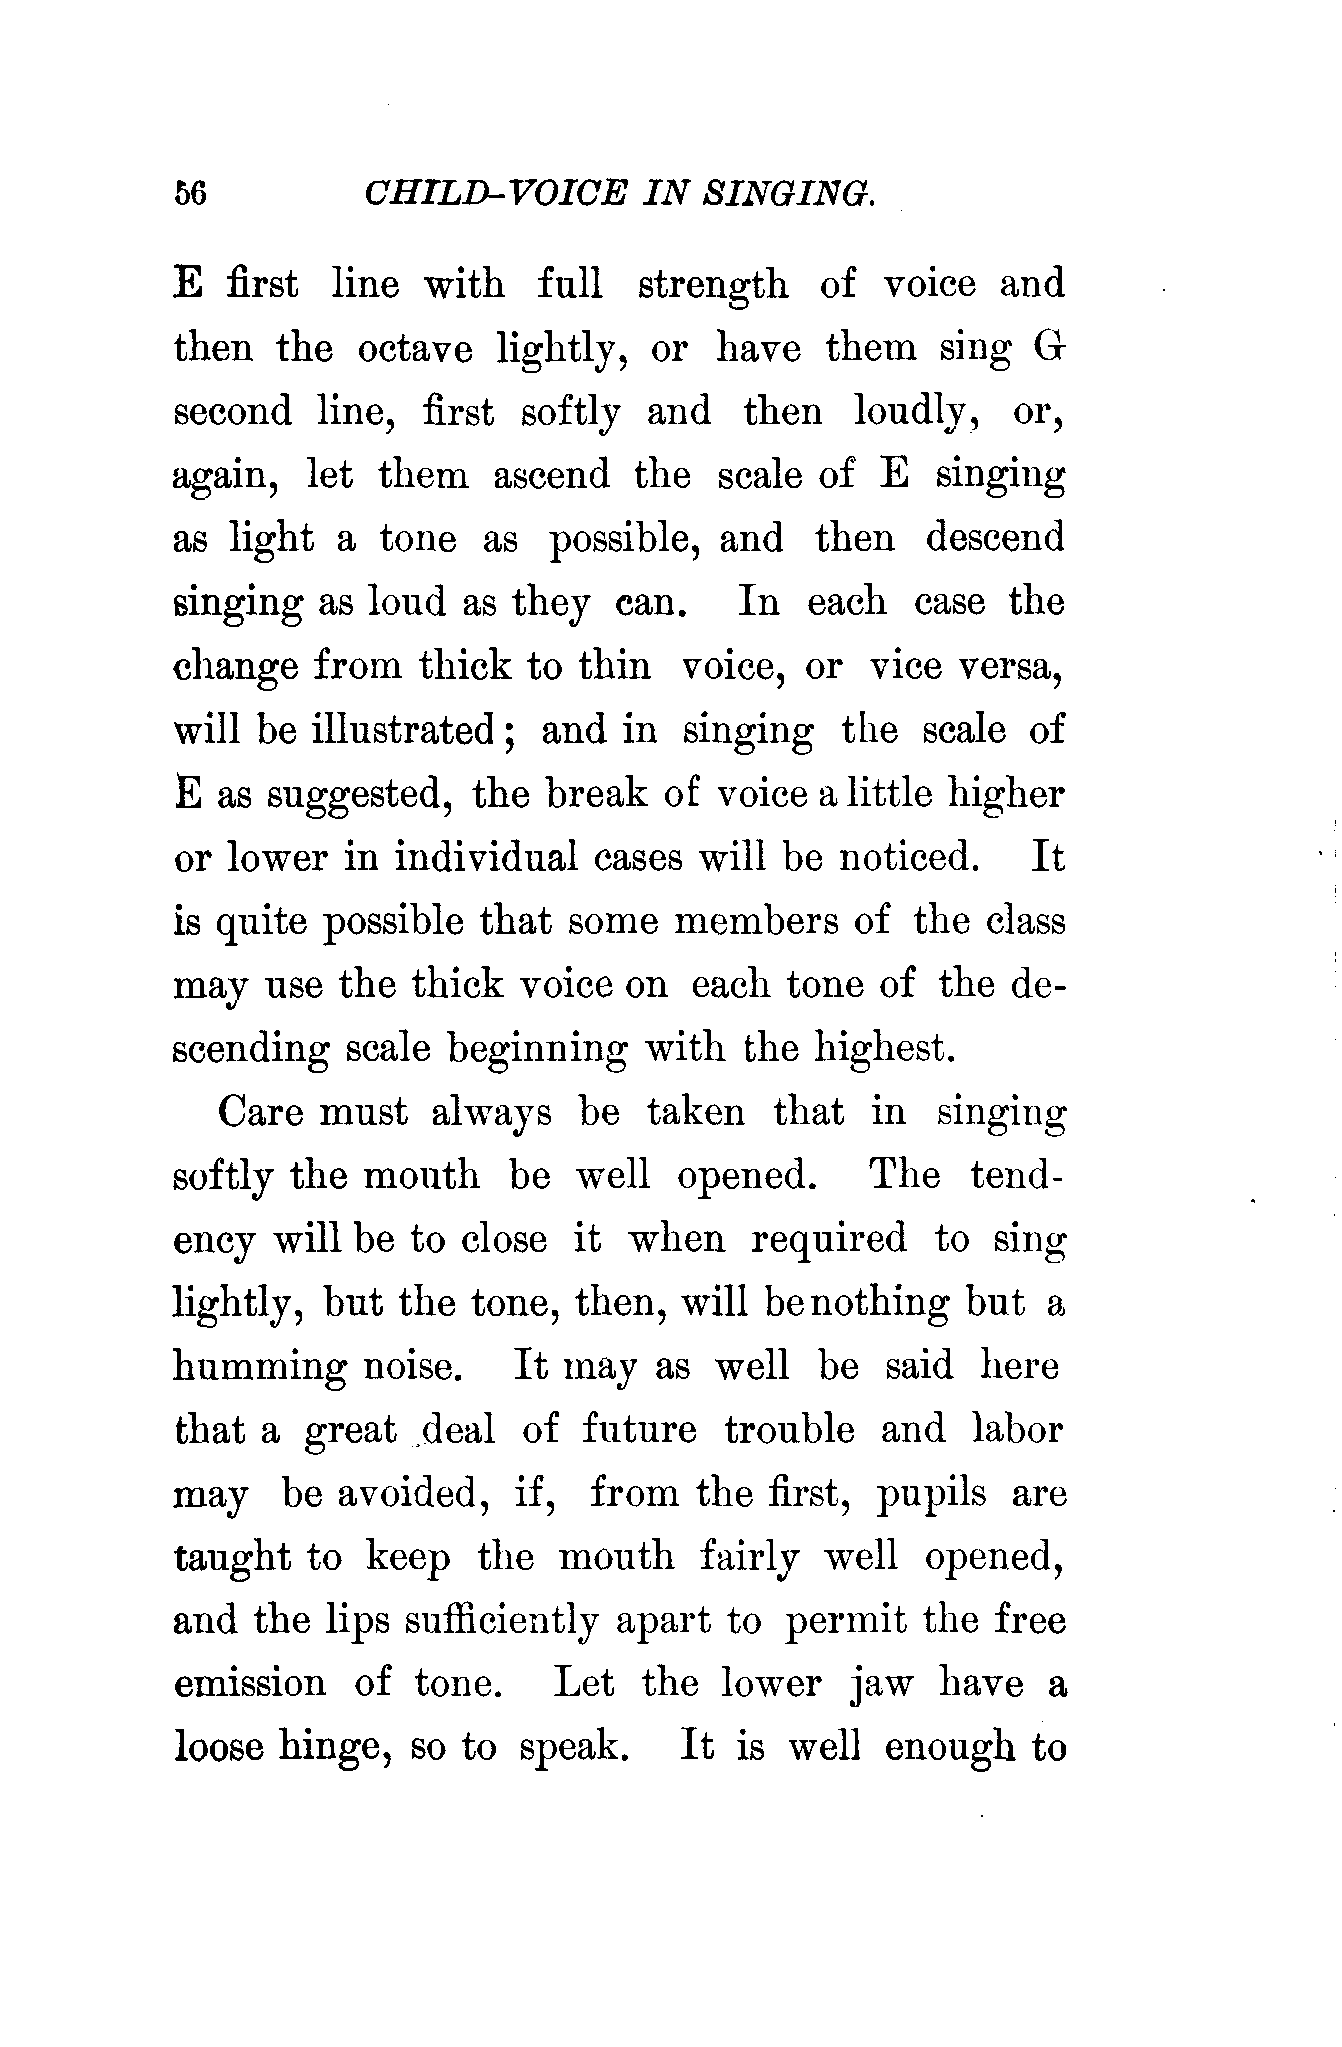 56 CHILD-VOICE IN SINGING.
E first line with full strength of voice and
then the octave lightly, or have them sing G
second line, first softly and then loudly, or,
again, let them ascend the scale of E singing
as light a tone as possible, and then descend
singing as loud as they can. In each case the
change from thick to thin voice, or vice versa,
will be illustrated; and in singing the scale of
E as suggested, the break of voice a little higher
or lower in individual cases will be noticed. It
is quite possible that some members of the class
may use the thick voice on each tone of the de-
scending scale beginning with the highest.
Care must always be taken that in singing
softly the mouth be well opened. The tend-
ency will be to close it when required to sing
lightly, but the tone, then, will be nothing but a
humming noise. It may as well be said here
that a great deal of future trouble and labor
may be avoided, if, from the first, pupils are
taught to keep the mouth fairly well opened,
and the lips sufficiently apart to permit the free
emission of tone. Let the lower jaw have a
loose hinge, so to speak. It is well enough to